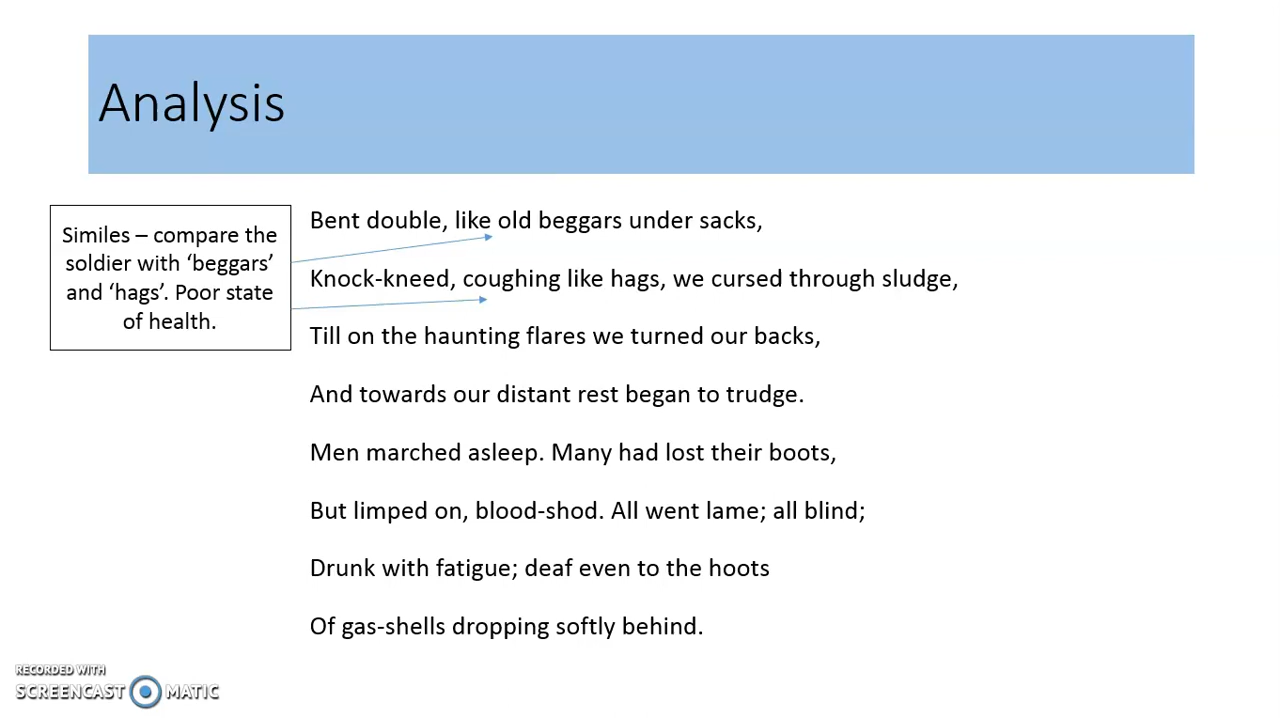 Analysis
Similes – compare the
soldier with ‘beggars’
and ‘hags’. Poor state
of health.
Bent double, like old beggars under sacks,
Knock-kneed, coughing like hags, we cursed through sludge,
Till on the haunting flares we turned our backs,
And towards our distant rest began to trudge.
Men marched asleep. Many had lost their boots,
But limped on, blood-shod. All went lame; all blind;
Drunk with fatigue; deaf even to the hoots
Of gas-shells dropping softly behind.
RECORDED WITH
SCREENCAST MATIC